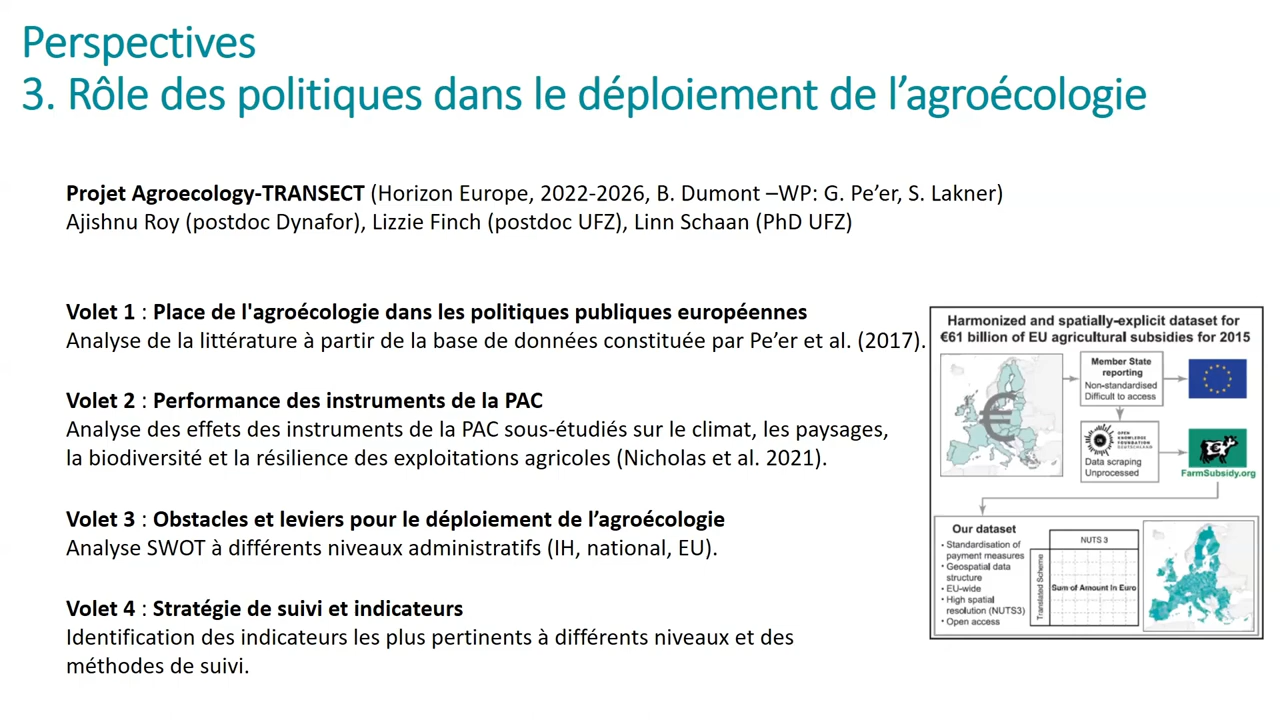 Perspectives
3. Rôle des politiques dans le déploiement de l’agroécologie
Projet Agroecology-TRANSECT (Horizon Europe, 2022-2026, B. Dumont –WP: G. Pe’er, S. Lakner)
Ajishnu Roy (postdoc Dynafor), Lizzie Finch (postdoc UFZ), Linn Schaan (PhD UFZ)
Volet 1 : Place de l'agroécologie dans les politiques publiques européennes
Analyse de la littérature à partir de la base de données constituée par Pe’er et al. (2017).
Volet 2 : Performance des instruments de la PAC
Analyse des effets des instruments de la PAC sous-étudiés sur le climat, les paysages,
la biodiversité et la résilience des exploitations agricoles (Nicholas et al. 2021).
Volet 3 : Obstacles et leviers pour le déploiement de l’agroécologie
Analyse SWOT à différents niveaux administratifs (IH, national, EU).
Volet 4 : Stratégie de suivi et indicateurs
Identification des indicateurs les plus pertinents à différents niveaux et des
méthodes de suivi.
Harmonized and spatially-explicit dataset for
€61 billion of EU agricultural subsidies for 2015
€
Member State
reporting
Non-standardised
Difficult to access
OPEN
KNOWLEDGE
FOUNDATION
DEUTSCHLAND
Data scraping
Unprocessed
FarmSubsidy.org
Our dataset
• Standardisation of
payment measures
• Geospatial data
structure
• EU-wide
• High spatial
resolution (NUTS3)
• Open access
NUTS 3
Translated Scheme
Sum of Amount In Euro